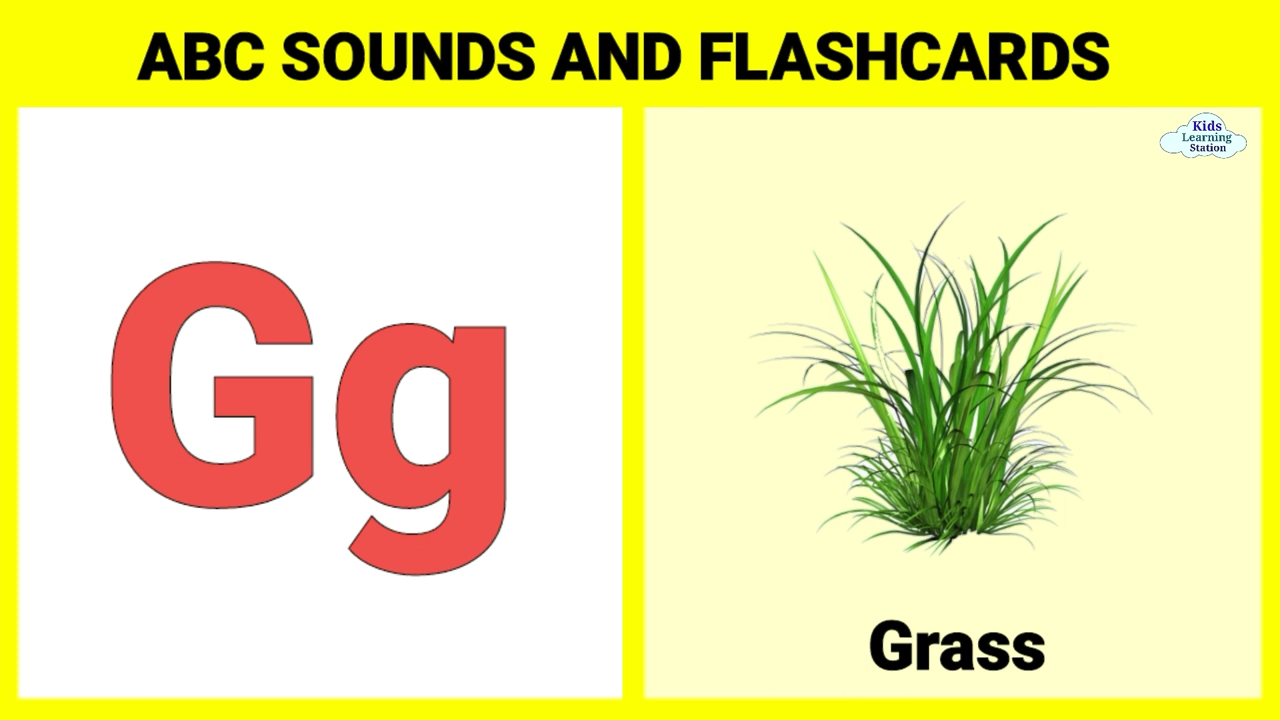 ABC SOUNDS AND FLASHCARDS
Kids
Learning
Station
Gg
Grass